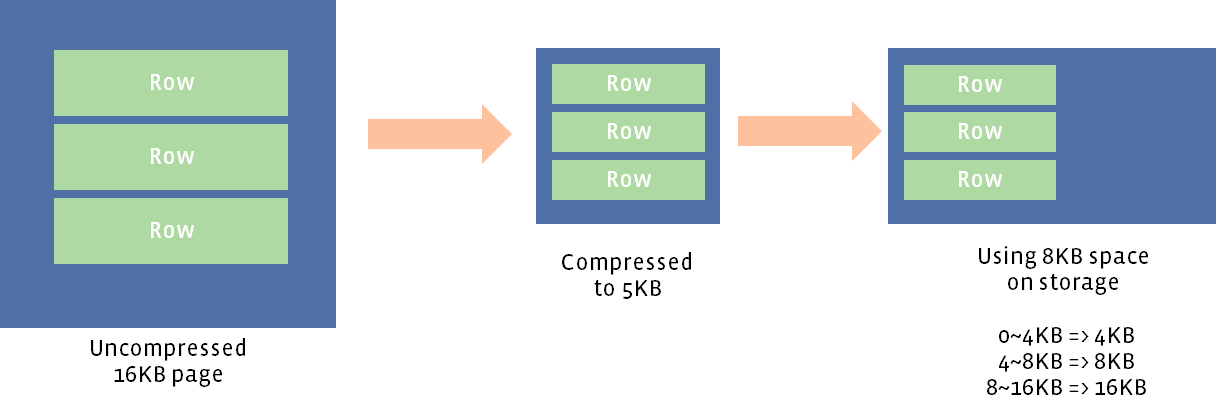 Row
Row
Row
Uncompressed
16KB page
Row
Row
Row
Compressed
to 5KB
Row
Row
Row
Using 8KB space
on storage
0~4KB => 4KB
4~8KB => 8KB
8~16KB => 16KB